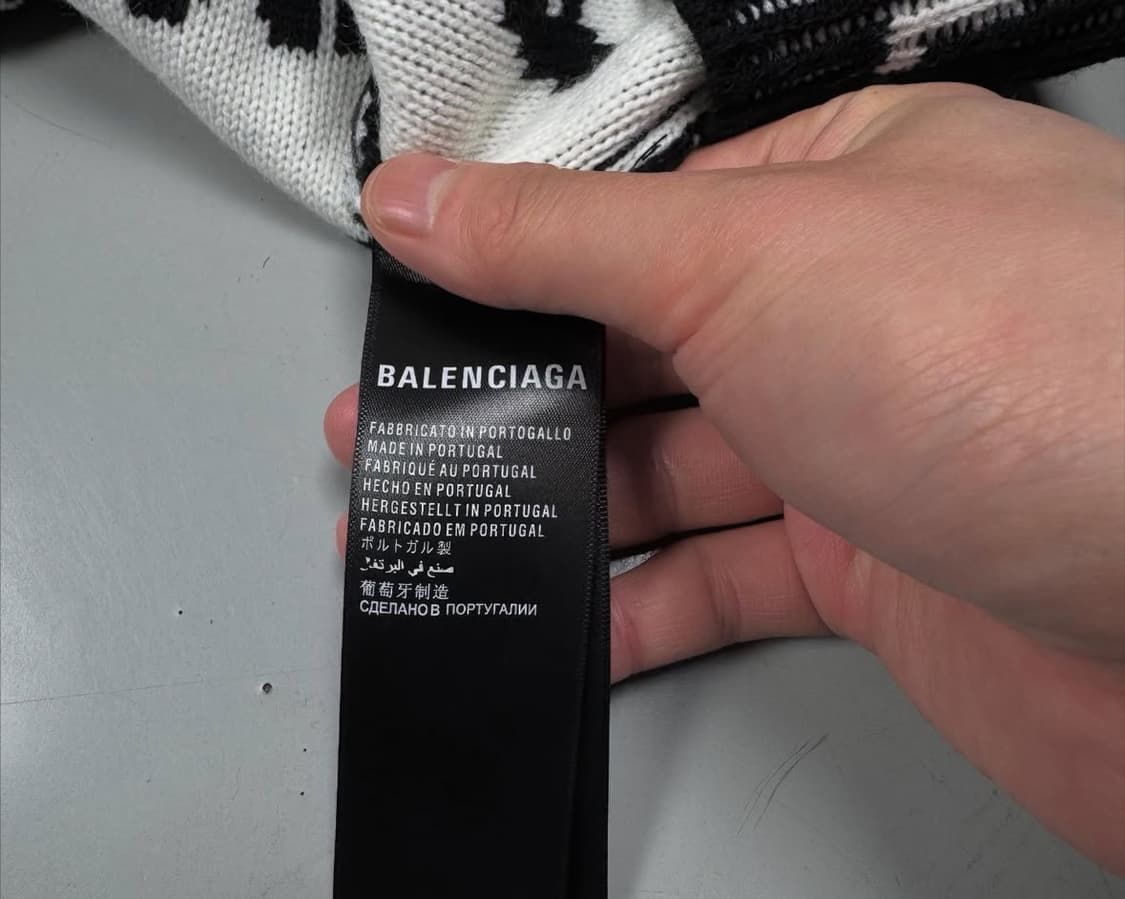 BALENCIAGA
FABBRICATO IN PORTOGALLO
MADE IN PORTUGAL
FABRIQUÉ AU PORTUGAL
HECHO EN PORTUGAL
HERGESTELLT IN PORTUGAL
FABRICADO EM PORTUGAL
ポルトガル製
صنع في
葡萄牙制造
СДЕЛАНО В ПОРТУГАЛИИ